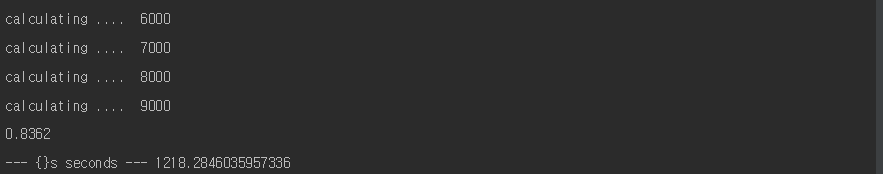 calculating ....  6000
calculating ....  7000
calculating ....  8000
calculating ....  9000
0.8362
--- {}s seconds --- 1218.2846035957336